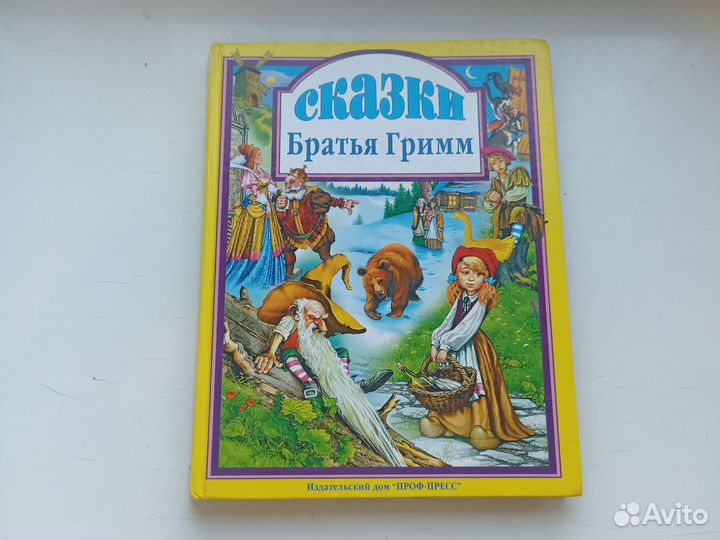 сказки
Братья Гримм
Издательский дом "ПРОФ-ПРЕСС"
Avito